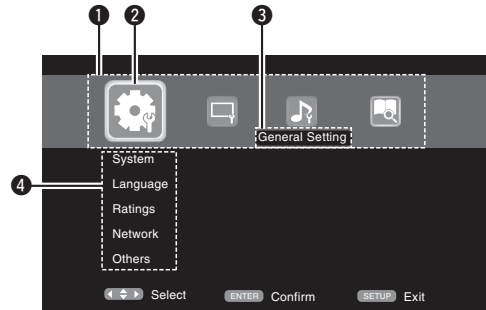 1 2 3
General Setting
System
Language
4
Ratings
Network
Others
Select ENTER Confirm SETUP Exit